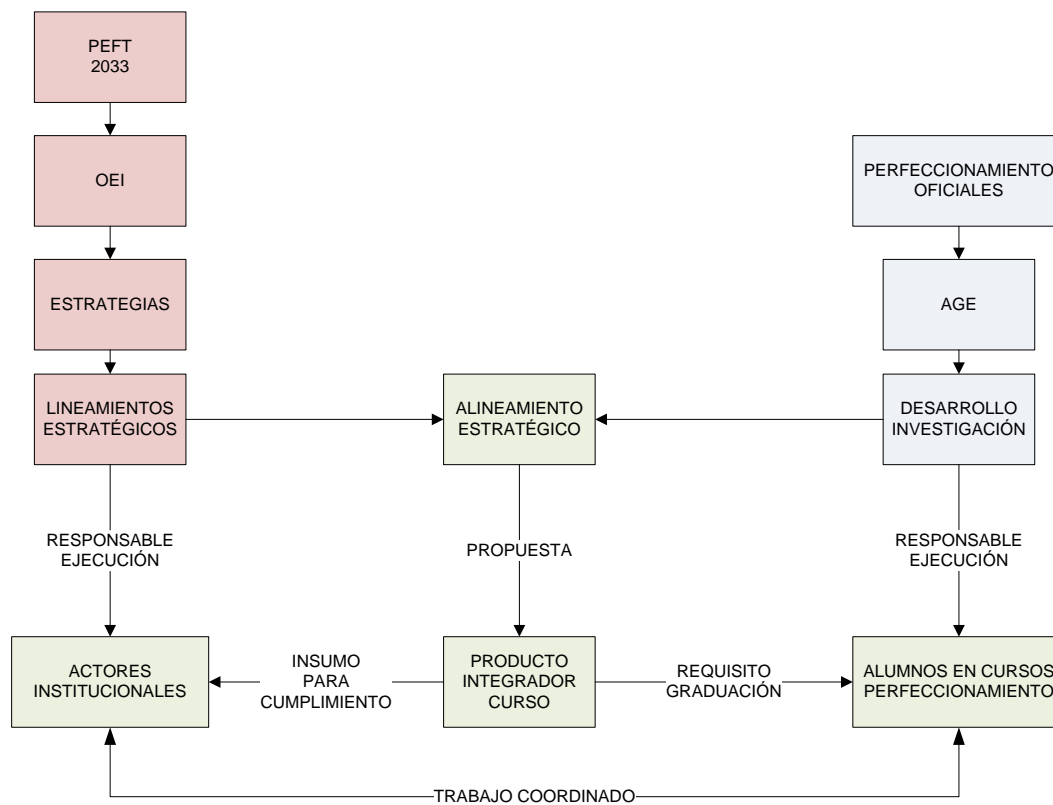 PEFT
2033
OEI
PERFECCIONAMIENTO
OFICIALES
ESTRATEGIAS
AGE
LINEAMIENTOS
ESTRATÉGICOS
ALINEAMIENTO
ESTRATÉGICO
DESARROLLO
INVESTIGACIÓN
RESPONSABLE
EJECUCIÓN
PROPUESTA
RESPONSABLE
EJECUCIÓN
ACTORES
INSTITUCIONALES
INSUMO
PARA
CUMPLIMIENTO
PRODUCTO
INTEGRADOR
CURSO
REQUISITO
GRADUACIÓN
ALUMNOS EN CURSOS
PERFECCIONAMIENTO
TRABAJO COORDINADO